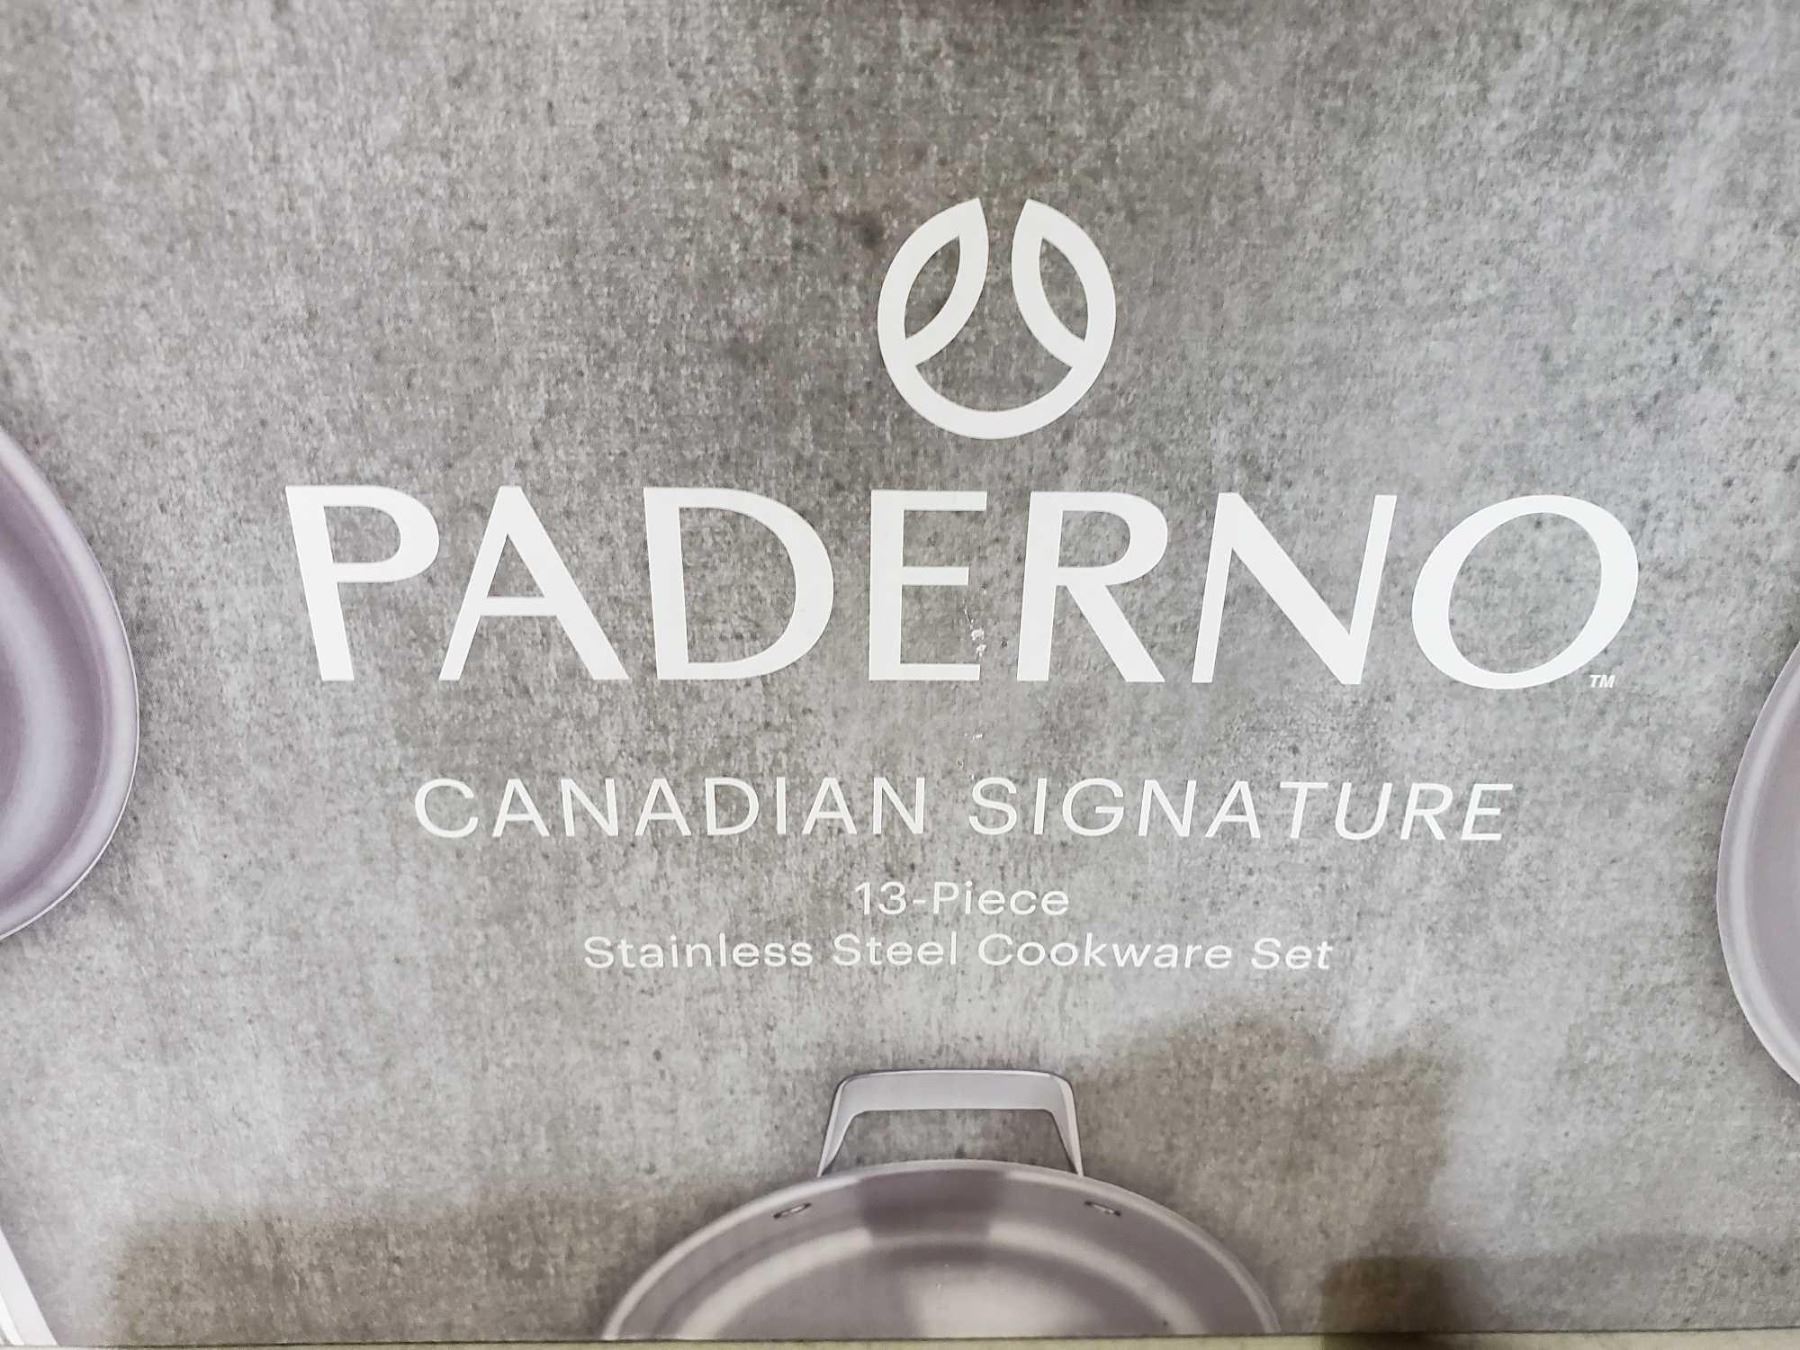 PADERNO™
CANADIAN SIGNATURE
13-Piece
Stainless Steel Cookware Set